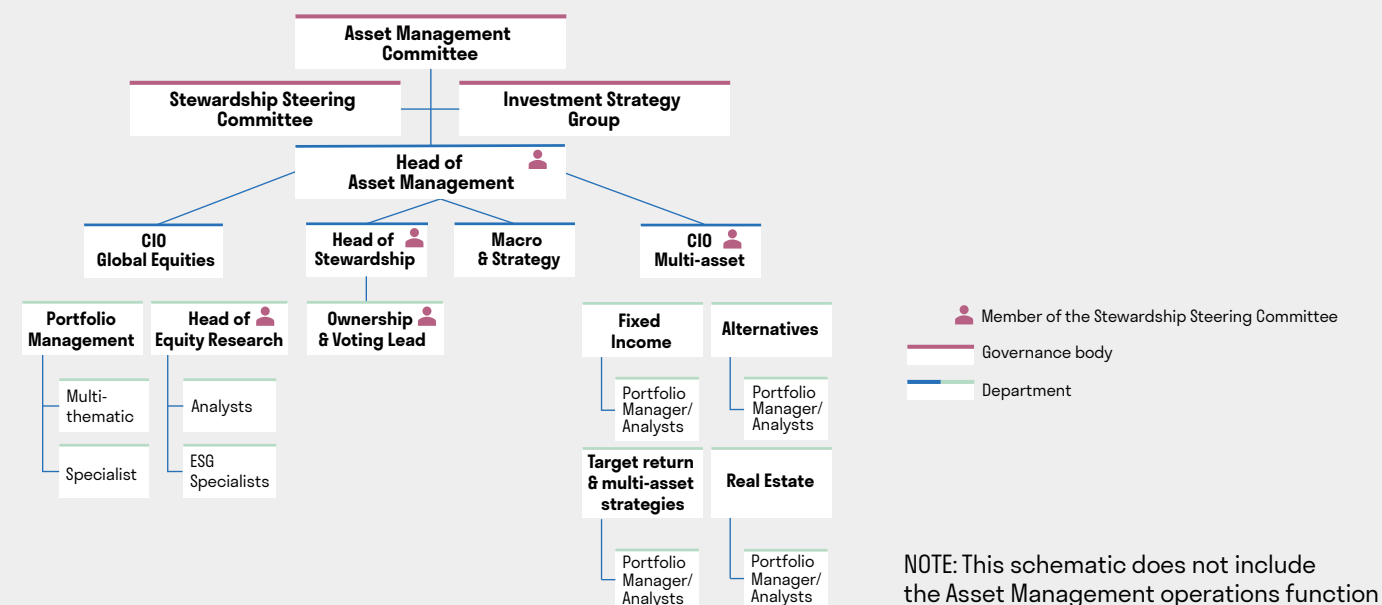 Asset Management
Committee
Stewardship Steering
Committee
Investment Strategy
Group
Head of
Asset Management
CIO
Global Equities
Head of
Stewardship
Macro
& Strategy
CIO
Multi-asset
Portfolio
Management
Head of
Equity Research
Ownership
& Voting Lead
Fixed
Income
Alternatives
Multi-
thematic
Analysts
Portfolio
Manager/
Analysts
Portfolio
Manager/
Analysts
Specialist
ESG
Specialists
Target return
& multi-asset
strategies
Real Estate
Portfolio
Manager/
Analysts
Portfolio
Manager/
Analysts
Member of the Stewardship Steering Committee
Governance body
Department
NOTE: This schematic does not include
the Asset Management operations function